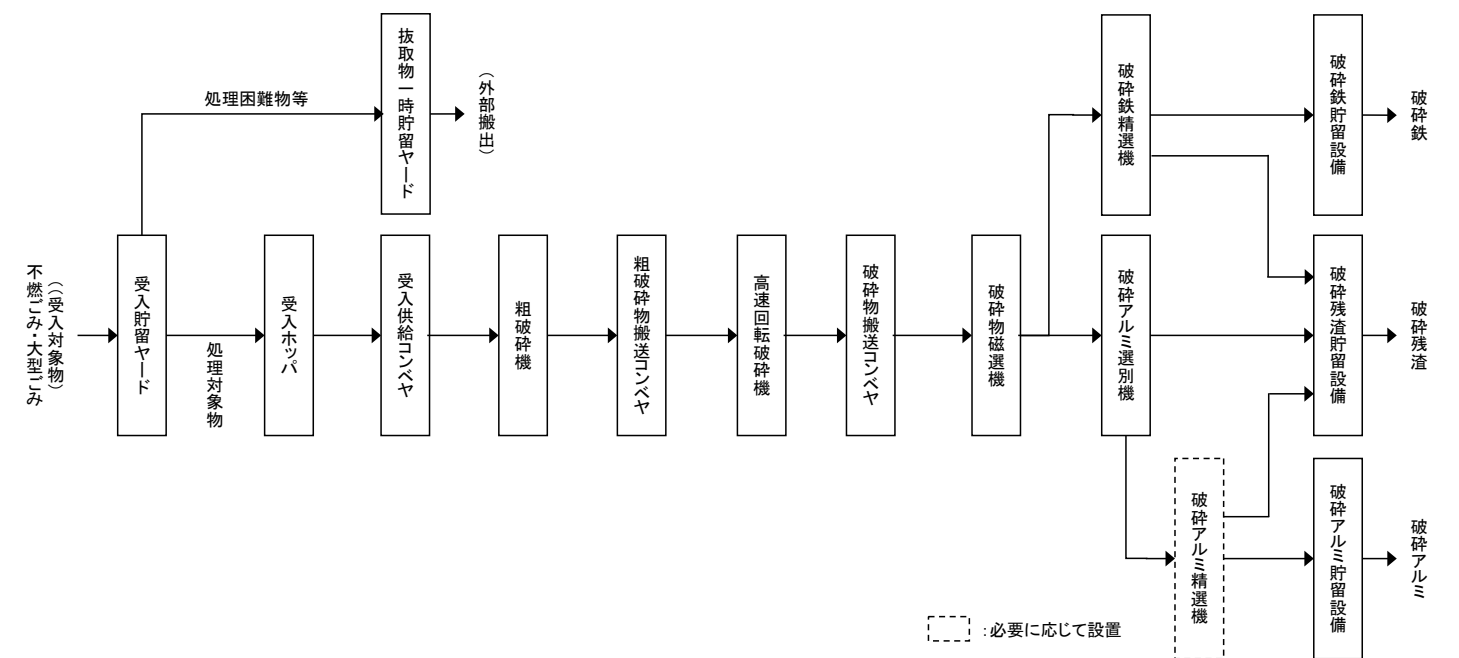 抜取物一時貯留ヤード
(外部搬出)
処理困難物等
破砕鉄精選機
破砕鉄貯留設備
破砕鉄
(（受入対象物)
不燃ごみ・大型ごみ
受入貯留ヤード
処理対象物
受入ホッパ
受入供給コンベヤ
粗破砕機
粗破砕物搬送コンベヤ
高速回転破砕機
破砕物搬送コンベヤ
破砕物磁選機
破砕アルミ選別機
破砕残渣貯留設備
破砕残渣
破砕アルミ精選機
破砕アルミ貯留設備
破砕アルミ
：必要に応じて設置